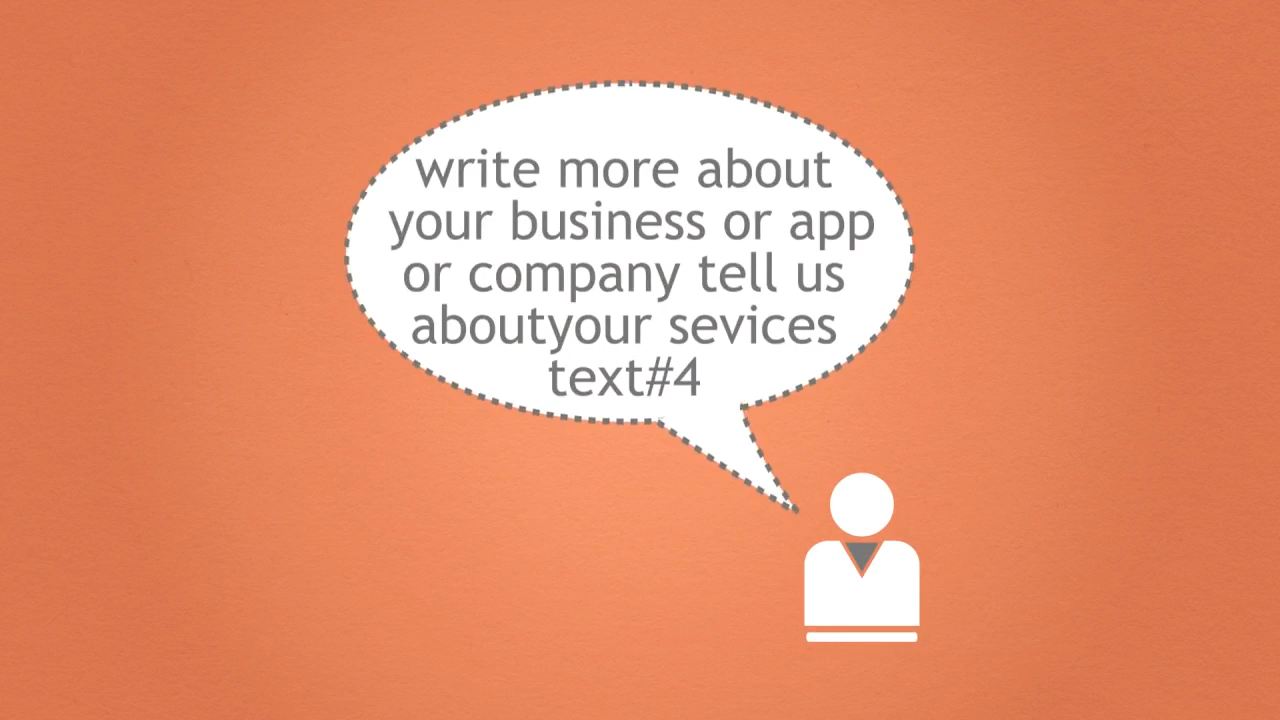 write more about
your business or app
or company tell us
aboutyour sevices
text#4